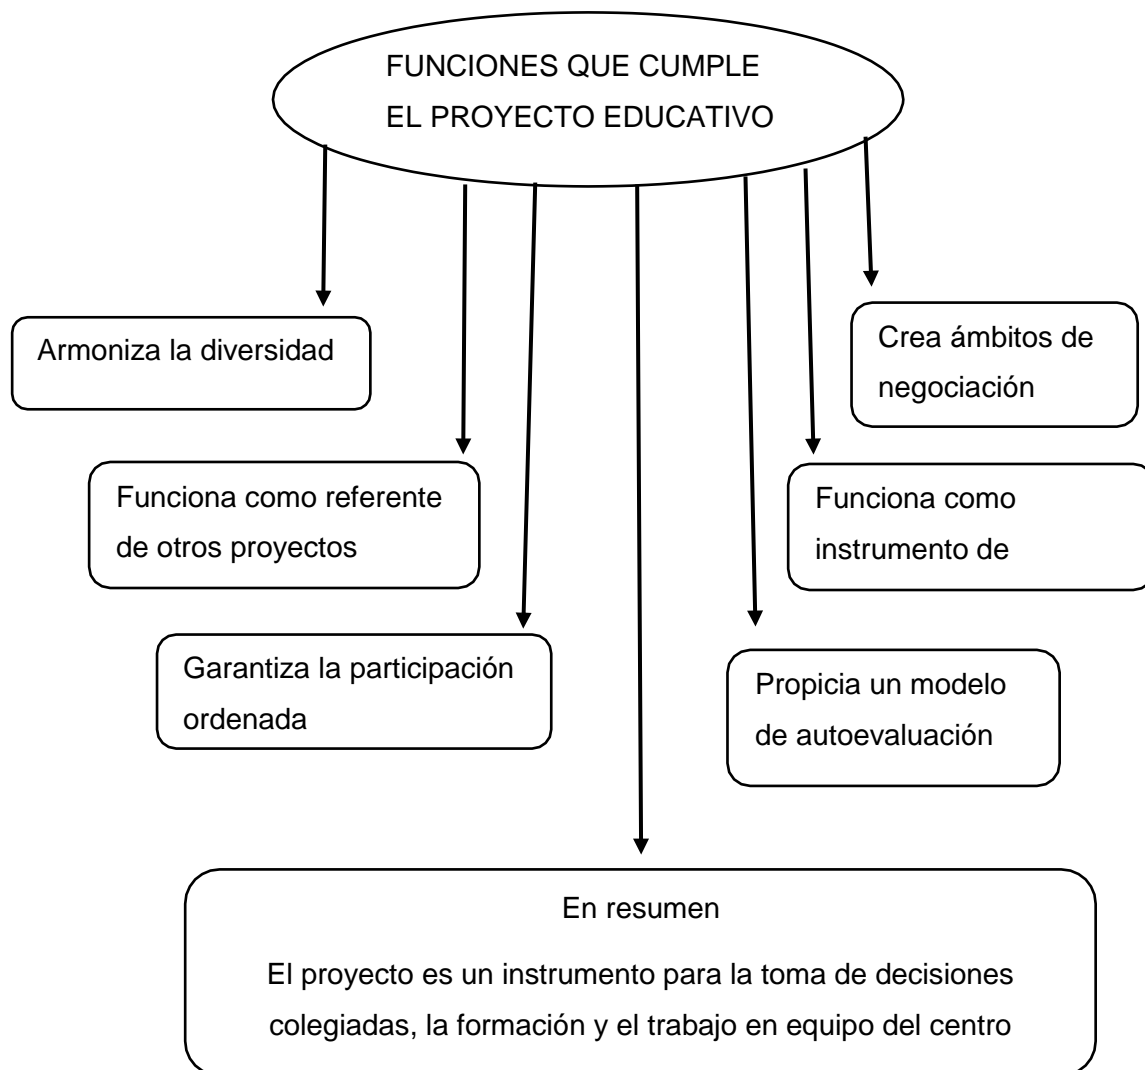 FUNCIONES QUE CUMPLE
EL PROYECTO EDUCATIVO
Armoniza la diversidad
Crea ámbitos de
negociación
Funciona como referente
de otros proyectos
Funciona como
instrumento de
Garantiza la participación
ordenada
Propicia un modelo
de autoevaluación
En resumen
El proyecto es un instrumento para la toma de decisiones
colegiadas, la formación y el trabajo en equipo del centro